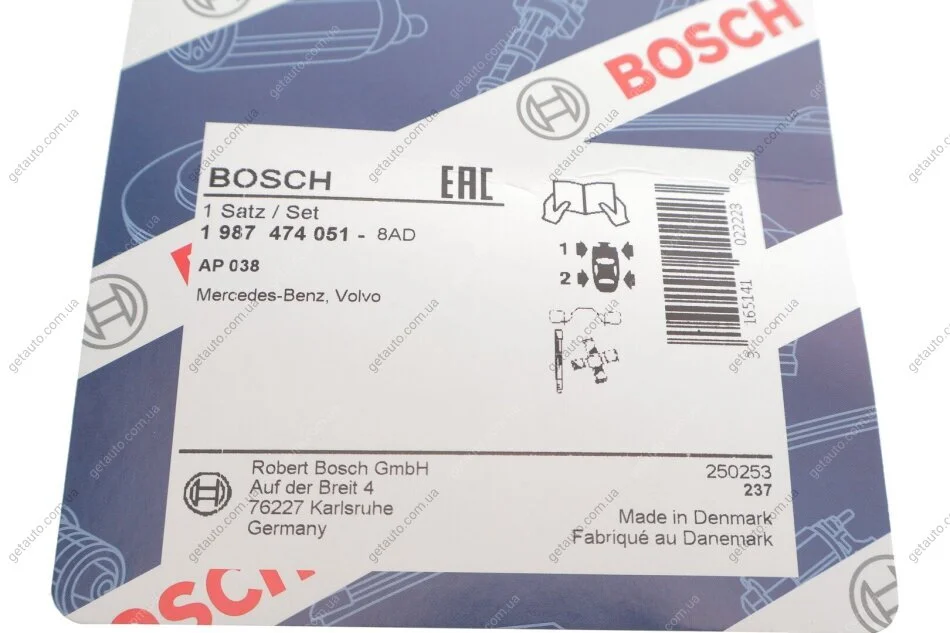 BOSCH
BOSCH
EAC
1 Satz / Set
1 987 474 051 - 8AD
AP 038
Mercedes-Benz, Volvo
1
2
3 165141 022223
Robert Bosch GmbH
Auf der Breit 4
76227 Karlsruhe
Germany
250253
237
Made in Denmark
Fabriqué au Danemark
OSCH
getauto.com.ua